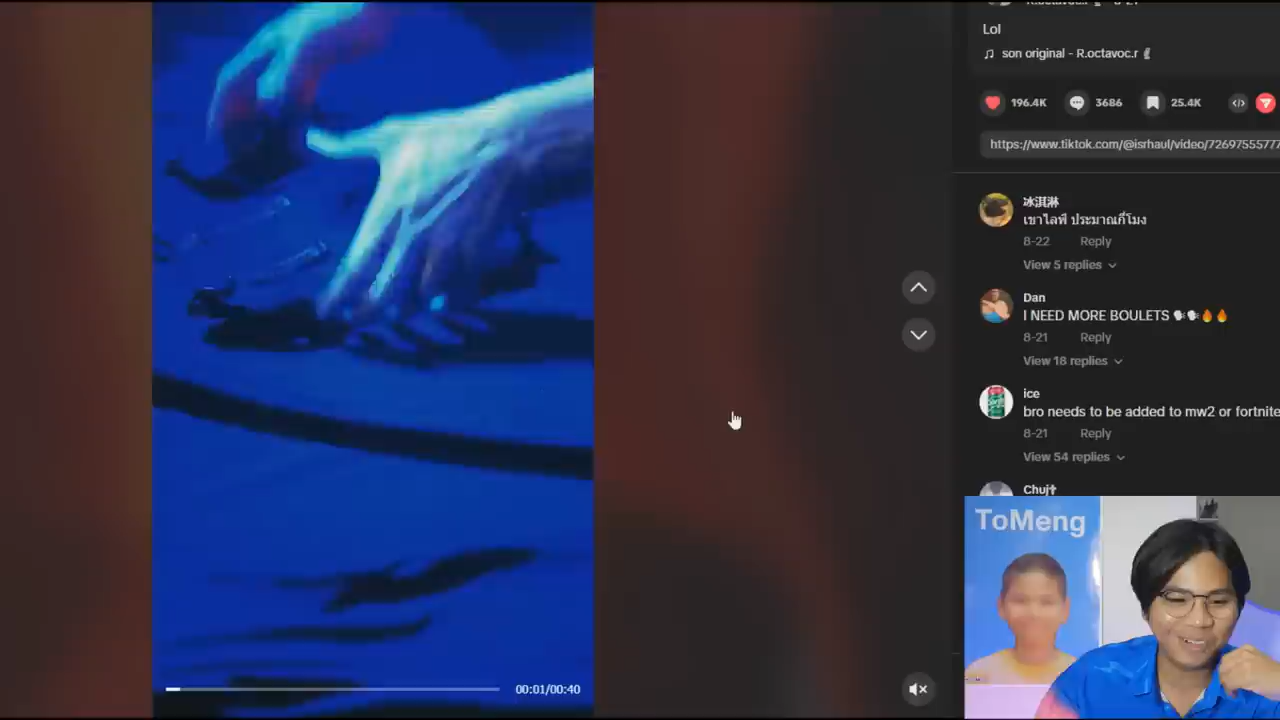 Lol
son original - R.octavoc.r
196.4K
3686
25.4K
https://www.tiktok.com/@isrhaul/video/72697555777
冰淇淋
เขาไลฟ์ ประมาณกี่โมง
8-22 Reply
View 5 replies
Dan
I NEED MORE BOULETS 🗣🗣🔥🔥
8-21 Reply
View 18 replies
ice
bro needs to be added to mw2 or fortnite
8-21 Reply
View 54 replies
Chuj✝
ToMeng
00:01/00:40